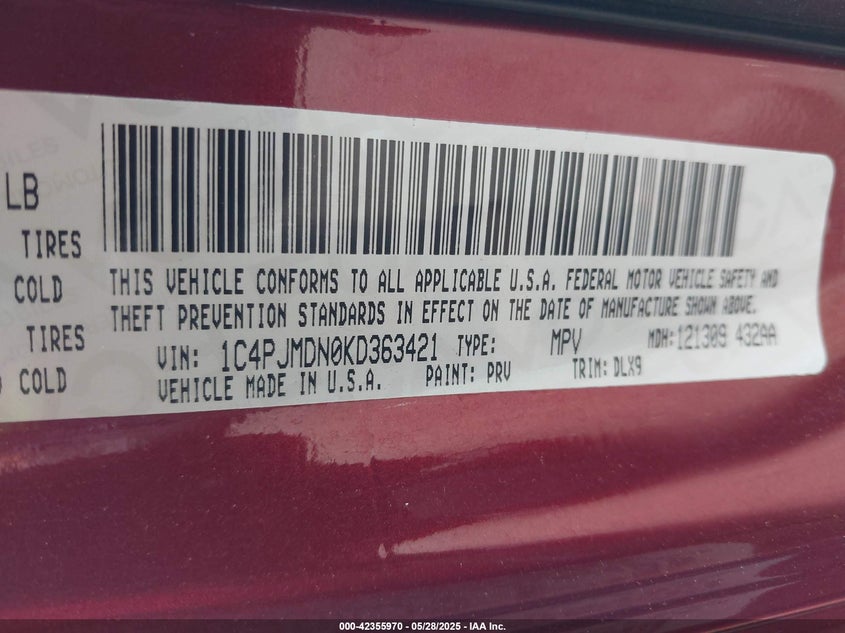 LB
TIRES
COLD
TIRES
COLD
THIS VEHICLE CONFORMS TO ALL APPLICABLE U.S.A. FEDERAL MOTOR VEHICLE SAFETY AND
THEFT PREVENTION STANDARDS IN EFFECT ON THE DATE OF MANUFACTURE SHOWN ABOVE.
VIN: 1C4PJMDN0KD363421 TYPE: MPV MDH:121309 432AA
VEHICLE MADE IN U.S.A. PAINT: PRV TRIM: DLX9
000-42355970 / 05/28/2025 - IAA Inc.